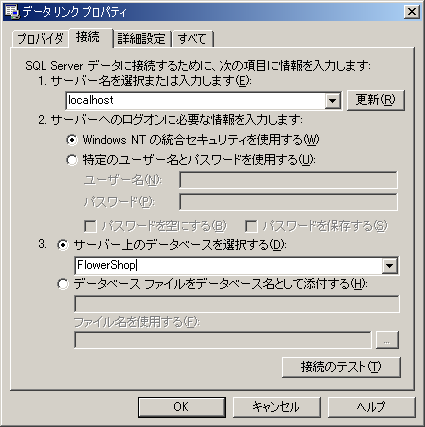 データ リンク プロパティ
プロバイダ 接続 詳細設定 すべて
SQL Server データに接続するために、次の項目に情報を入力します:
1. サーバー名を選択または入力します(E):
localhost 更新(R)
2. サーバーへのログオンに必要な情報を入力します:
Windows NT の統合セキュリティを使用する(W)
特定のユーザー名とパスワードを使用する(U):
ユーザー名(N):
パスワード(P):
パスワードを空にする(B) パスワードを保存する(S)
3. サーバー上のデータベースを選択する(D):
FlowerShop
データベース ファイルをデータベース名として添付する(H):
ファイル名を使用する(F):
...
接続のテスト(T)
OK キャンセル ヘルプ